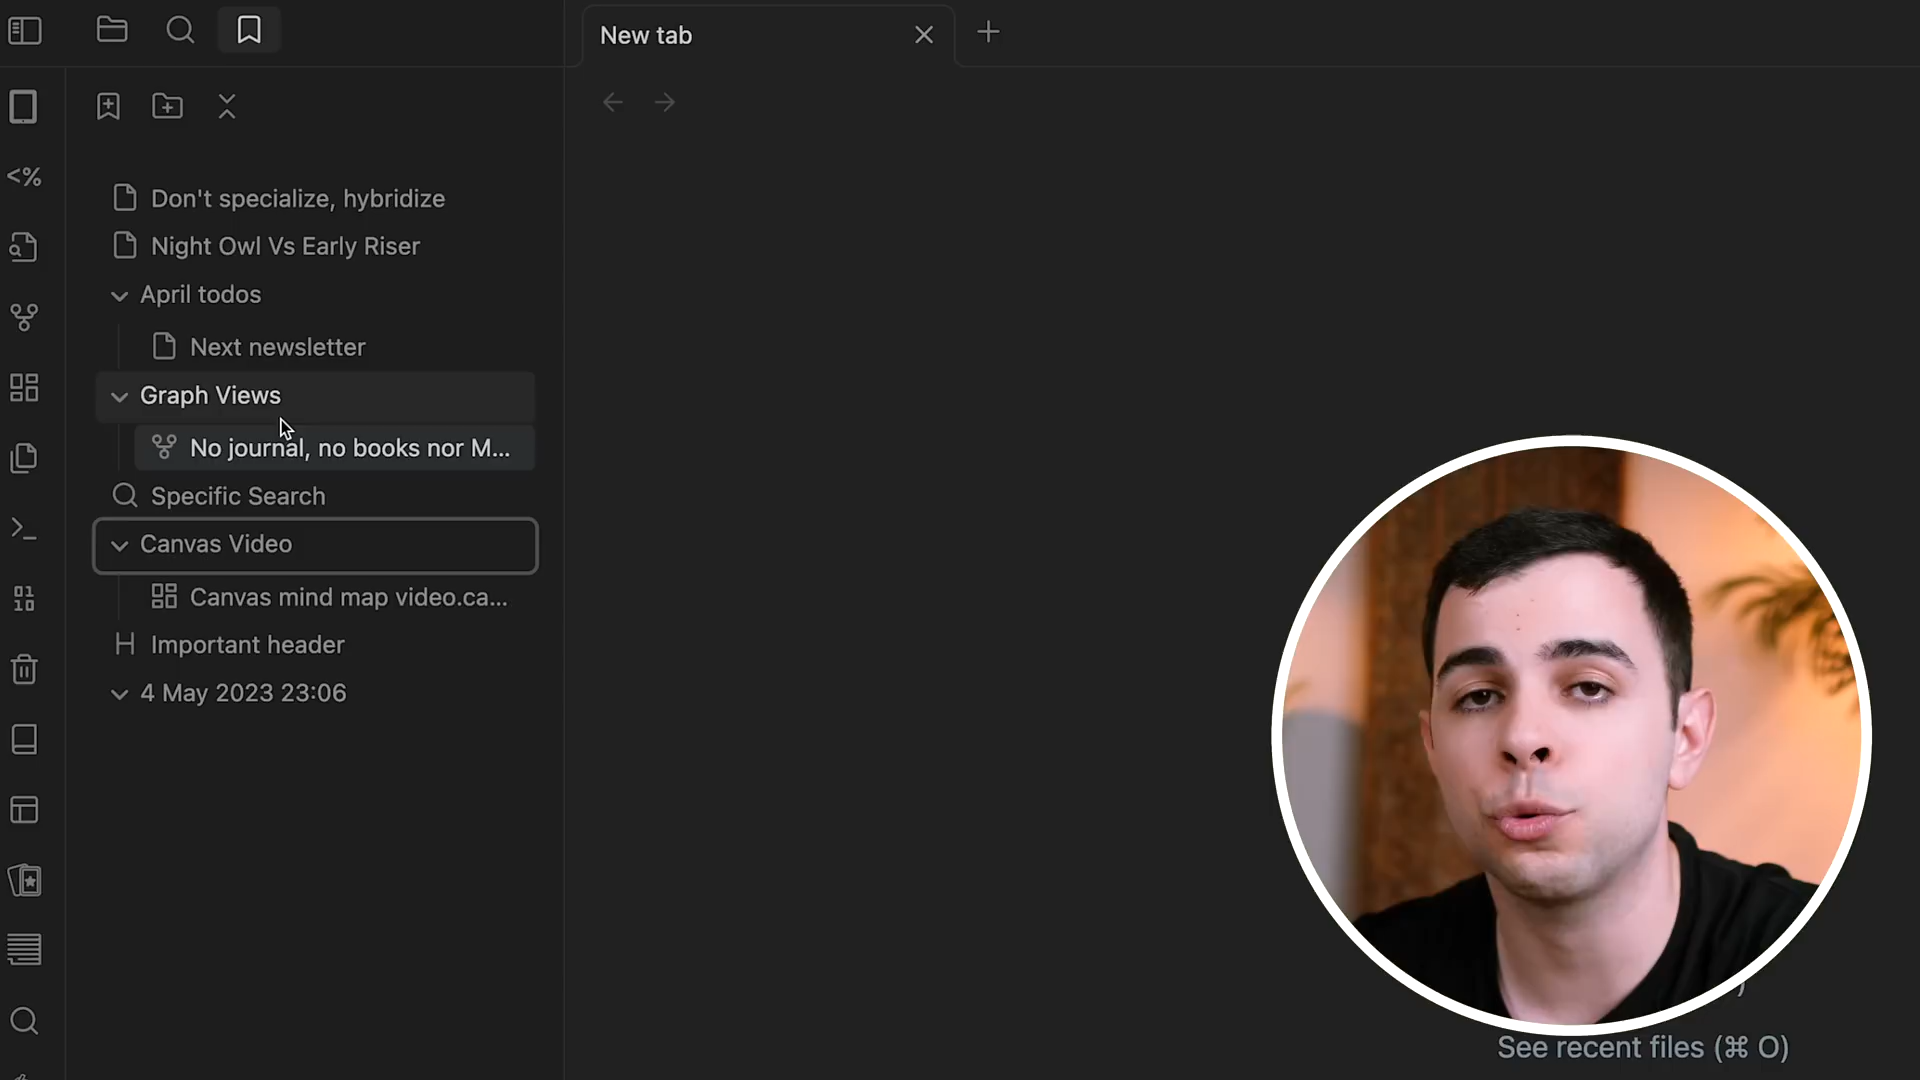 New tab
<%
Don't specialize, hybridize
Night Owl Vs Early Riser
April todos
Next newsletter
Graph Views
No journal, no books nor M...
Specific Search
Canvas Video
Canvas mind map video.ca...
H Important header
4 May 2023 23:06
See recent files (⌘ O)